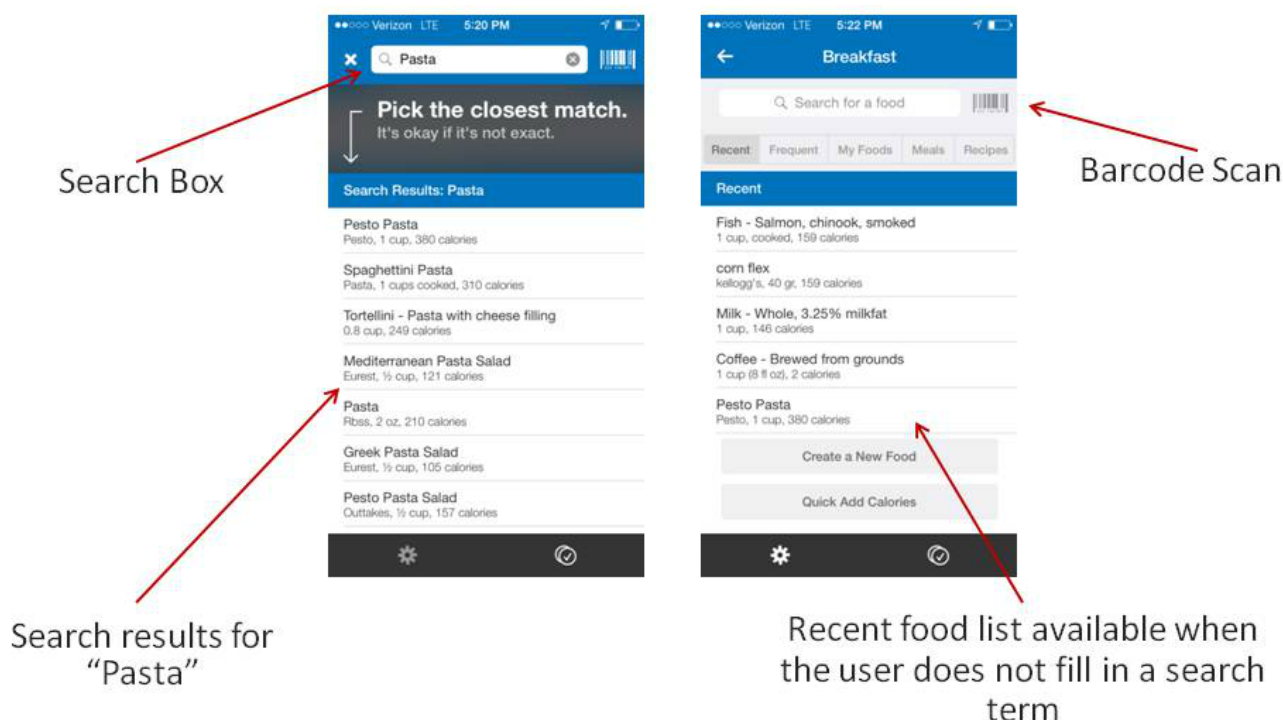 Verizon LTE 5:20 PM
Pasta
Pick the closest match.
It's okay if it's not exact.
Search Results: Pasta
Pesto Pasta
Pesto, 1 cup, 380 calories
Spaghettini Pasta
Pasta, 1 cups cooked, 310 calories
Tortellini - Pasta with cheese filling
0.8 cup, 249 calories
Mediterranean Pasta Salad
Eurest, ½ cup, 121 calories
Pasta
Rbss, 2 oz, 210 calories
Greek Pasta Salad
Eurest, ½ cup, 105 calories
Pesto Pasta Salad
Outtakes, ½ cup, 157 calories
Search Box
Search results for
“Pasta”
Verizon LTE 5:22 PM
Breakfast
Search for a food
Recent Frequent My Foods Meals Recipes
Recent
Fish - Salmon, chinook, smoked
1 cup, cooked, 159 calories
corn flex
kellogg's, 40 gr, 159 calories
Milk - Whole, 3.25% milkfat
1 cup, 146 calories
Coffee - Brewed from grounds
1 cup (8 fl oz), 2 calories
Pesto Pasta
Pesto, 1 cup, 380 calories
Create a New Food
Quick Add Calories
Barcode Scan
Recent food list available when
the user does not fill in a search
term